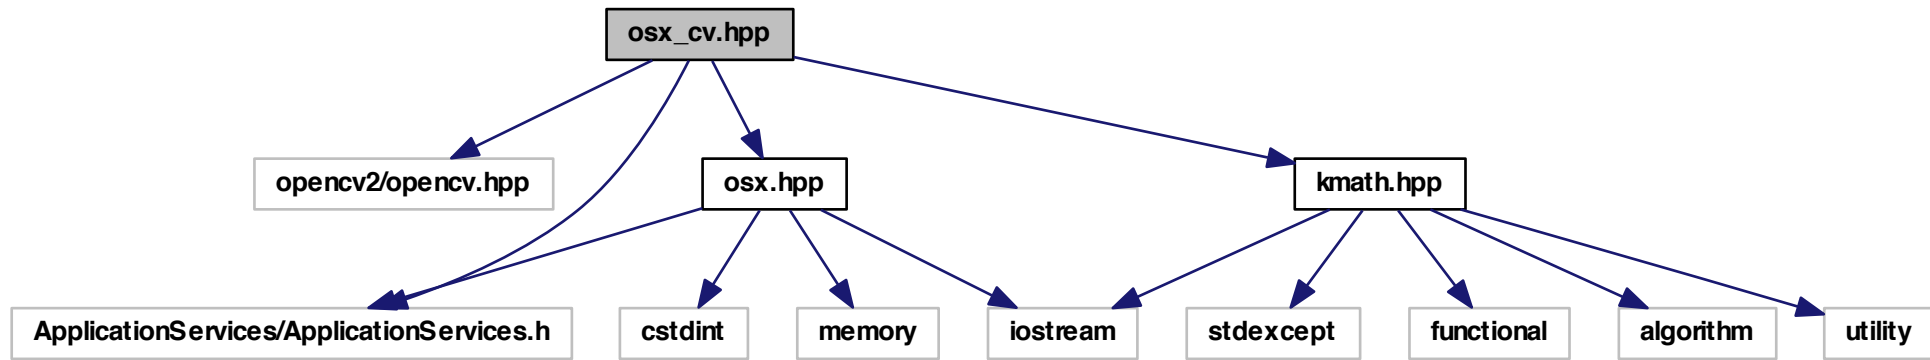 osx_cv.hpp
opencv2/opencv.hpp
osx.hpp
kmath.hpp
ApplicationServices/ApplicationServices.h
cstdint
memory
iostream
stdexcept
functional
algorithm
utility